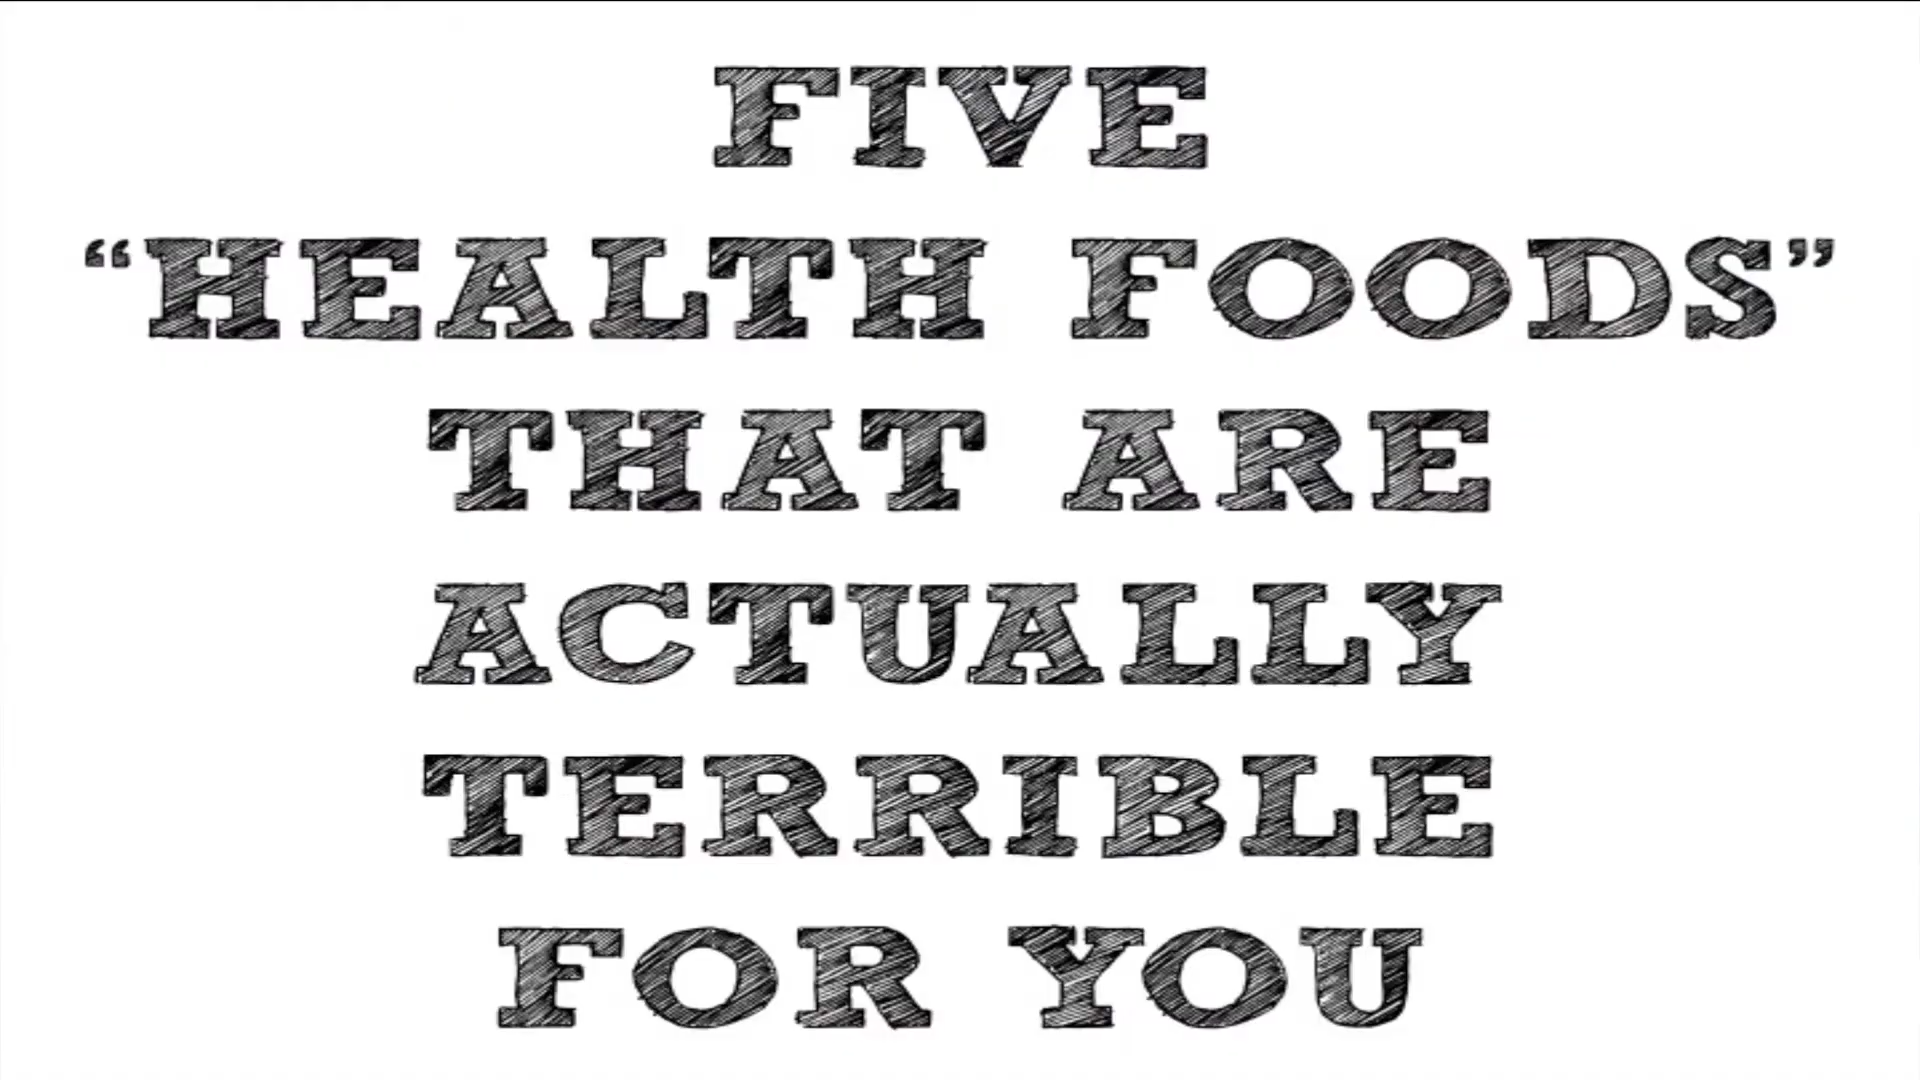 FIVE
“HEALTH FOODS”
THAT ARE
ACTUALLY
TERRIBLE
FOR YOU